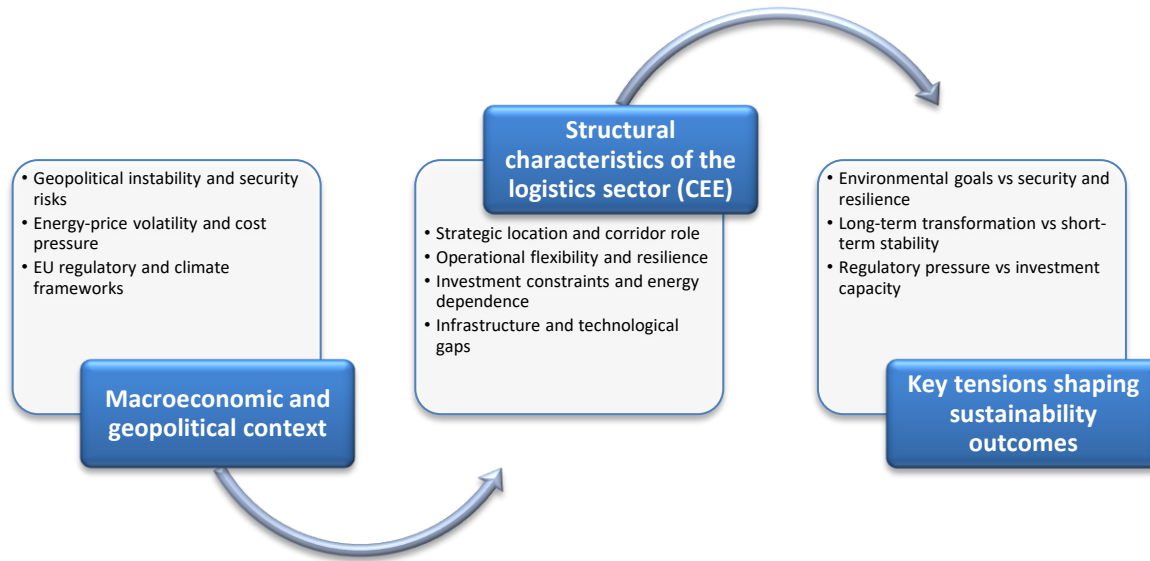 • Geopolitical instability and security
risks
• Energy-price volatility and cost
pressure
• EU regulatory and climate
frameworks
Macroeconomic and
geopolitical context
Structural
characteristics of the
logistics sector (CEE)
• Strategic location and corridor role
• Operational flexibility and resilience
• Investment constraints and energy
dependence
• Infrastructure and technological
gaps
• Environmental goals vs security and
resilience
• Long-term transformation vs short-
term stability
• Regulatory pressure vs investment
capacity
Key tensions shaping
sustainability
outcomes